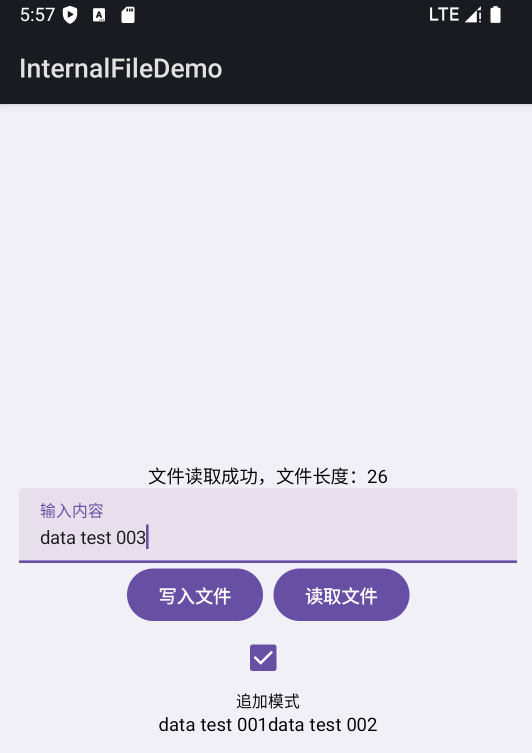 5:57 LTE
InternalFileDemo
文件读取成功，文件长度：26
输入内容
data test 003
写入文件 读取文件
追加模式
data test 001data test 002